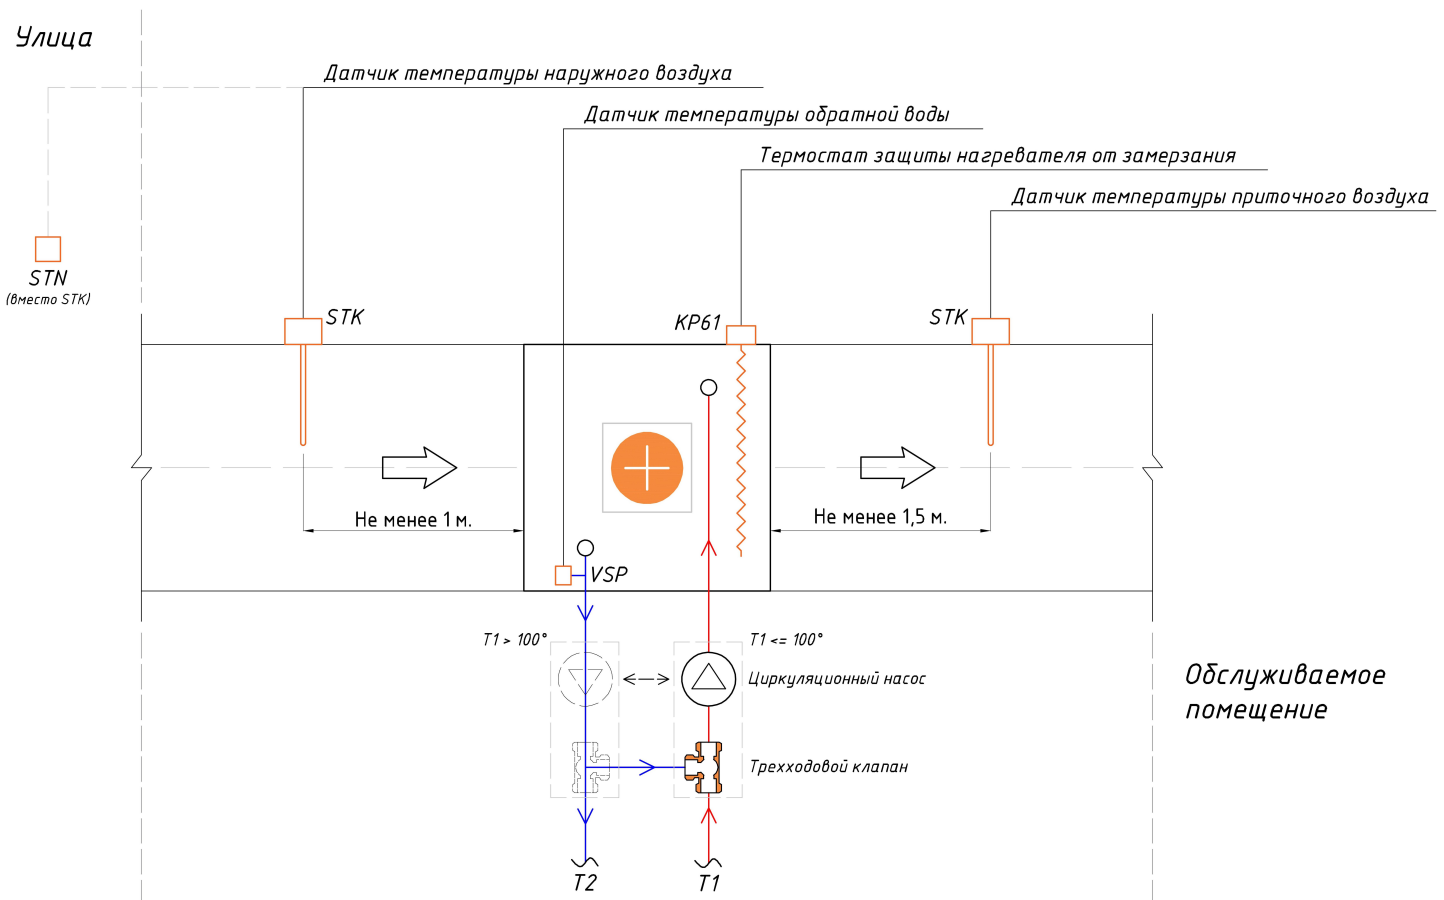 Улица
Датчик температуры наружного воздуха
Датчик температуры обратной воды
Термостат защиты нагревателя от замерзания
Датчик температуры приточного воздуха
STN
(вместо STK)
STK
KP61
STK
Не менее 1 м.
Не менее 1,5 м.
VSP
T1 > 100°
T1 <= 100°
Циркуляционный насос
Обслуживаемое
помещение
Трехходовой клапан
T2
T1